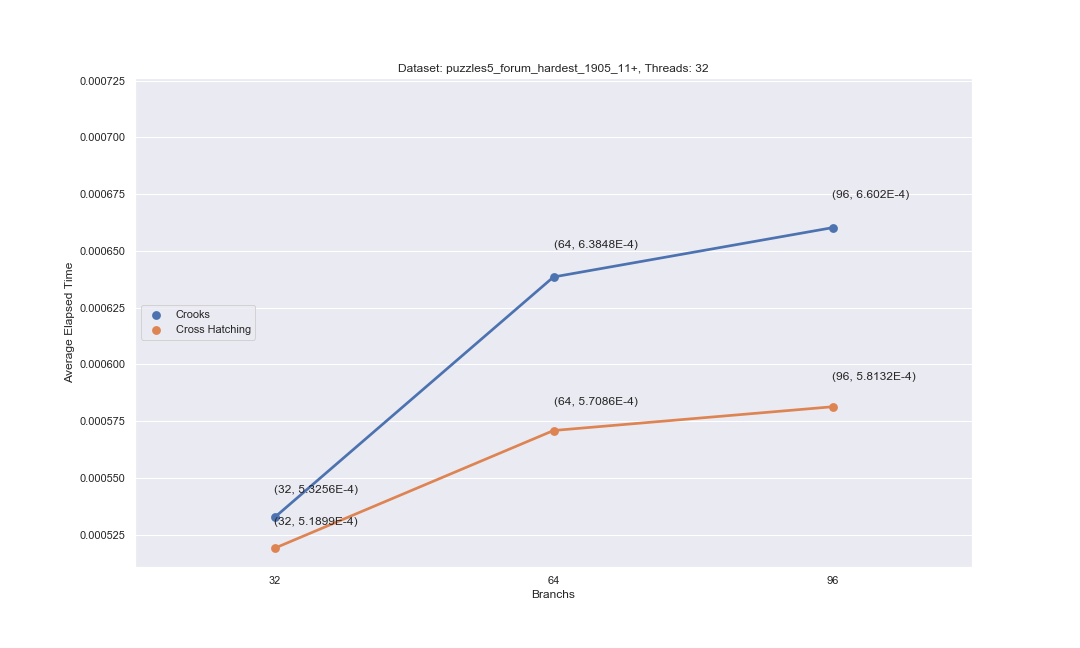 Dataset: puzzles5_forum_hardest_1905_11+, Threads: 32
0.000725
0.000700
0.000675
0.000650
0.000625
0.000600
0.000575
0.000550
0.000525
Average Elapsed Time
(96, 6.602E-4)
(64, 6.3848E-4)
Crooks
Cross Hatching
(96, 5.8132E-4)
(64, 5.7086E-4)
(32, 5.3256E-4)
(32, 5.1899E-4)
32
64
96
Branchs